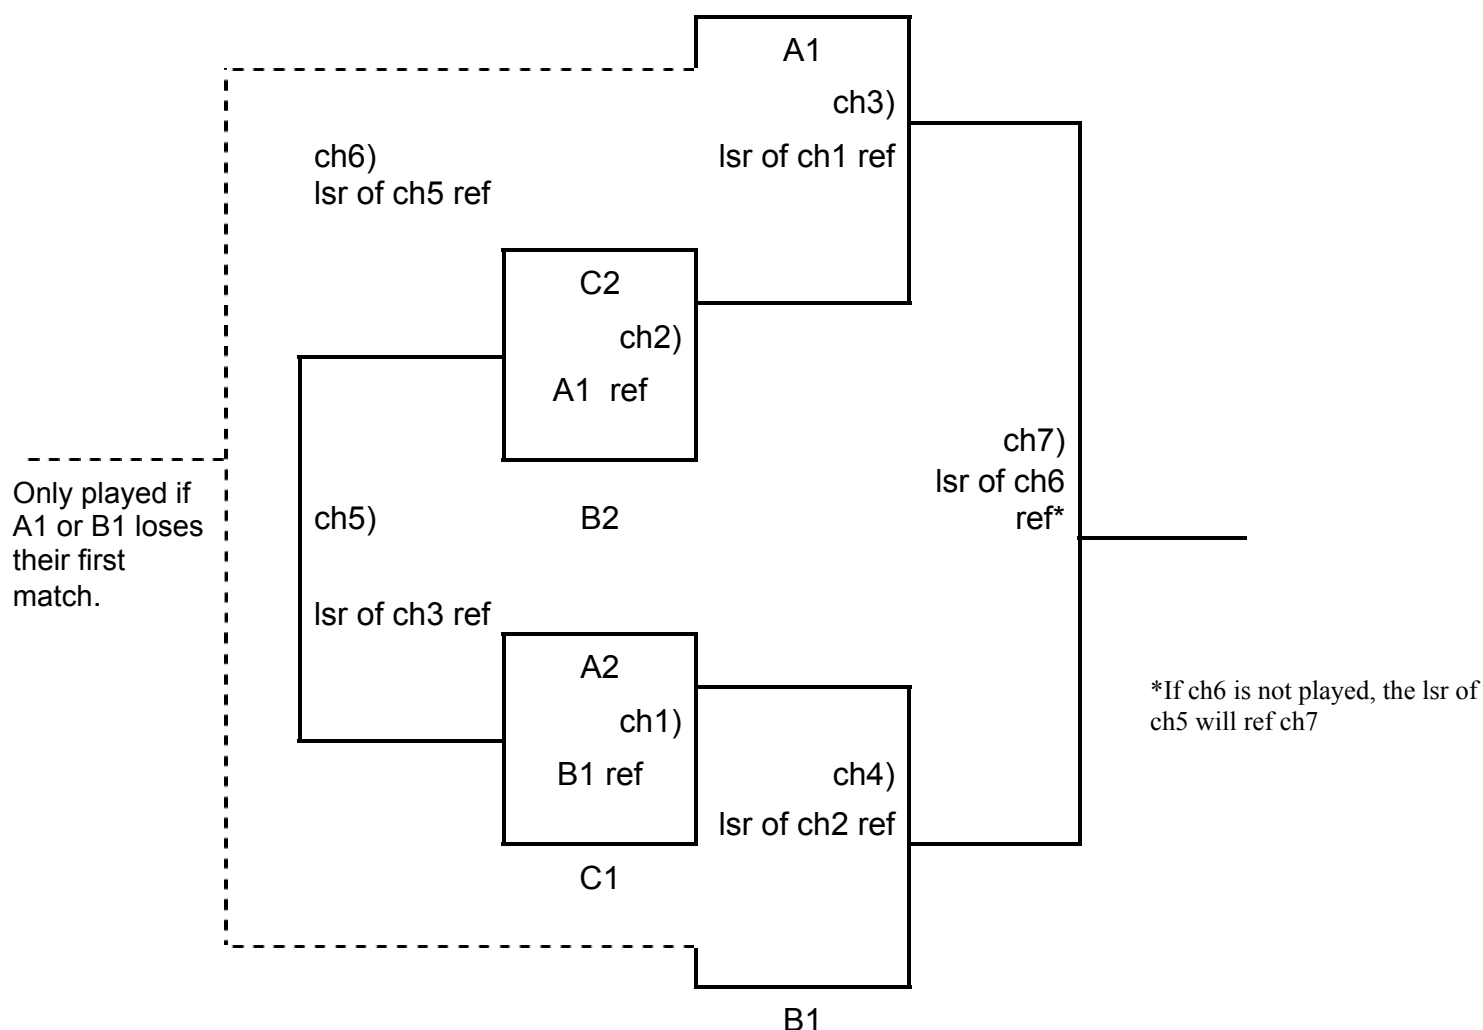 A1
ch3)
lsr of ch1 ref
ch6)
lsr of ch5 ref
C2
ch2)
A1 ref
ch7)
lsr of ch6
ref*
Only played if
A1 or B1 loses
their first
match.
ch5)
B2
lsr of ch3 ref
A2
ch1)
B1 ref
*If ch6 is not played, the lsr of
ch5 will ref ch7
ch4)
lsr of ch2 ref
C1
B1